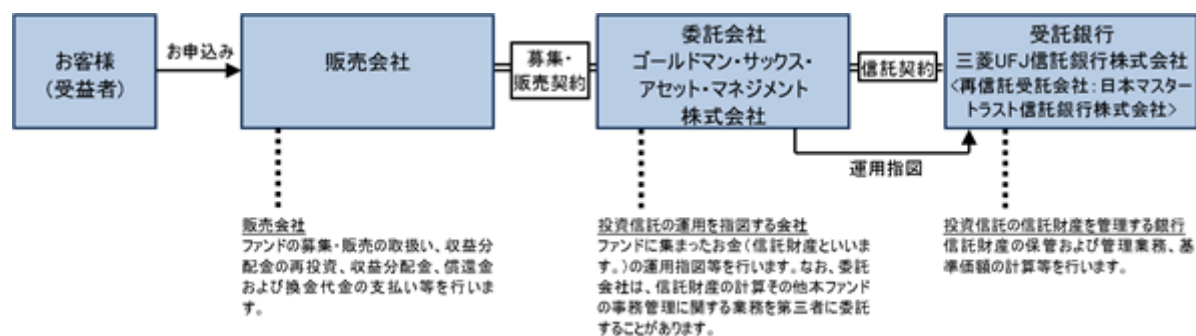 お客様
（受益者）
お申込み
販売会社
募集・
販売契約
委託会社
ゴールドマン・サックス・
アセット・マネジメント
株式会社
信託契約
受託銀行
三菱UFJ信託銀行株式会社
<再信託受託会社：日本マスター
トラスト信託銀行株式会社>
運用指図
販売会社
ファンドの募集・販売の取扱い、収益分
配金の再投資、収益分配金、償還金
および換金代金の支払い等を行いま
す。
投資信託の運用を指図する会社
ファンドに集まったお金（信託財産といいま
す。）の運用指図等を行います。なお、委託
会社は、信託財産の計算その他本ファンド
の事務管理に関する業務を第三者に委託
することがあります。
投資信託の信託財産を管理する銀行
信託財産の保管および管理業務、基
準価額の計算等を行います。